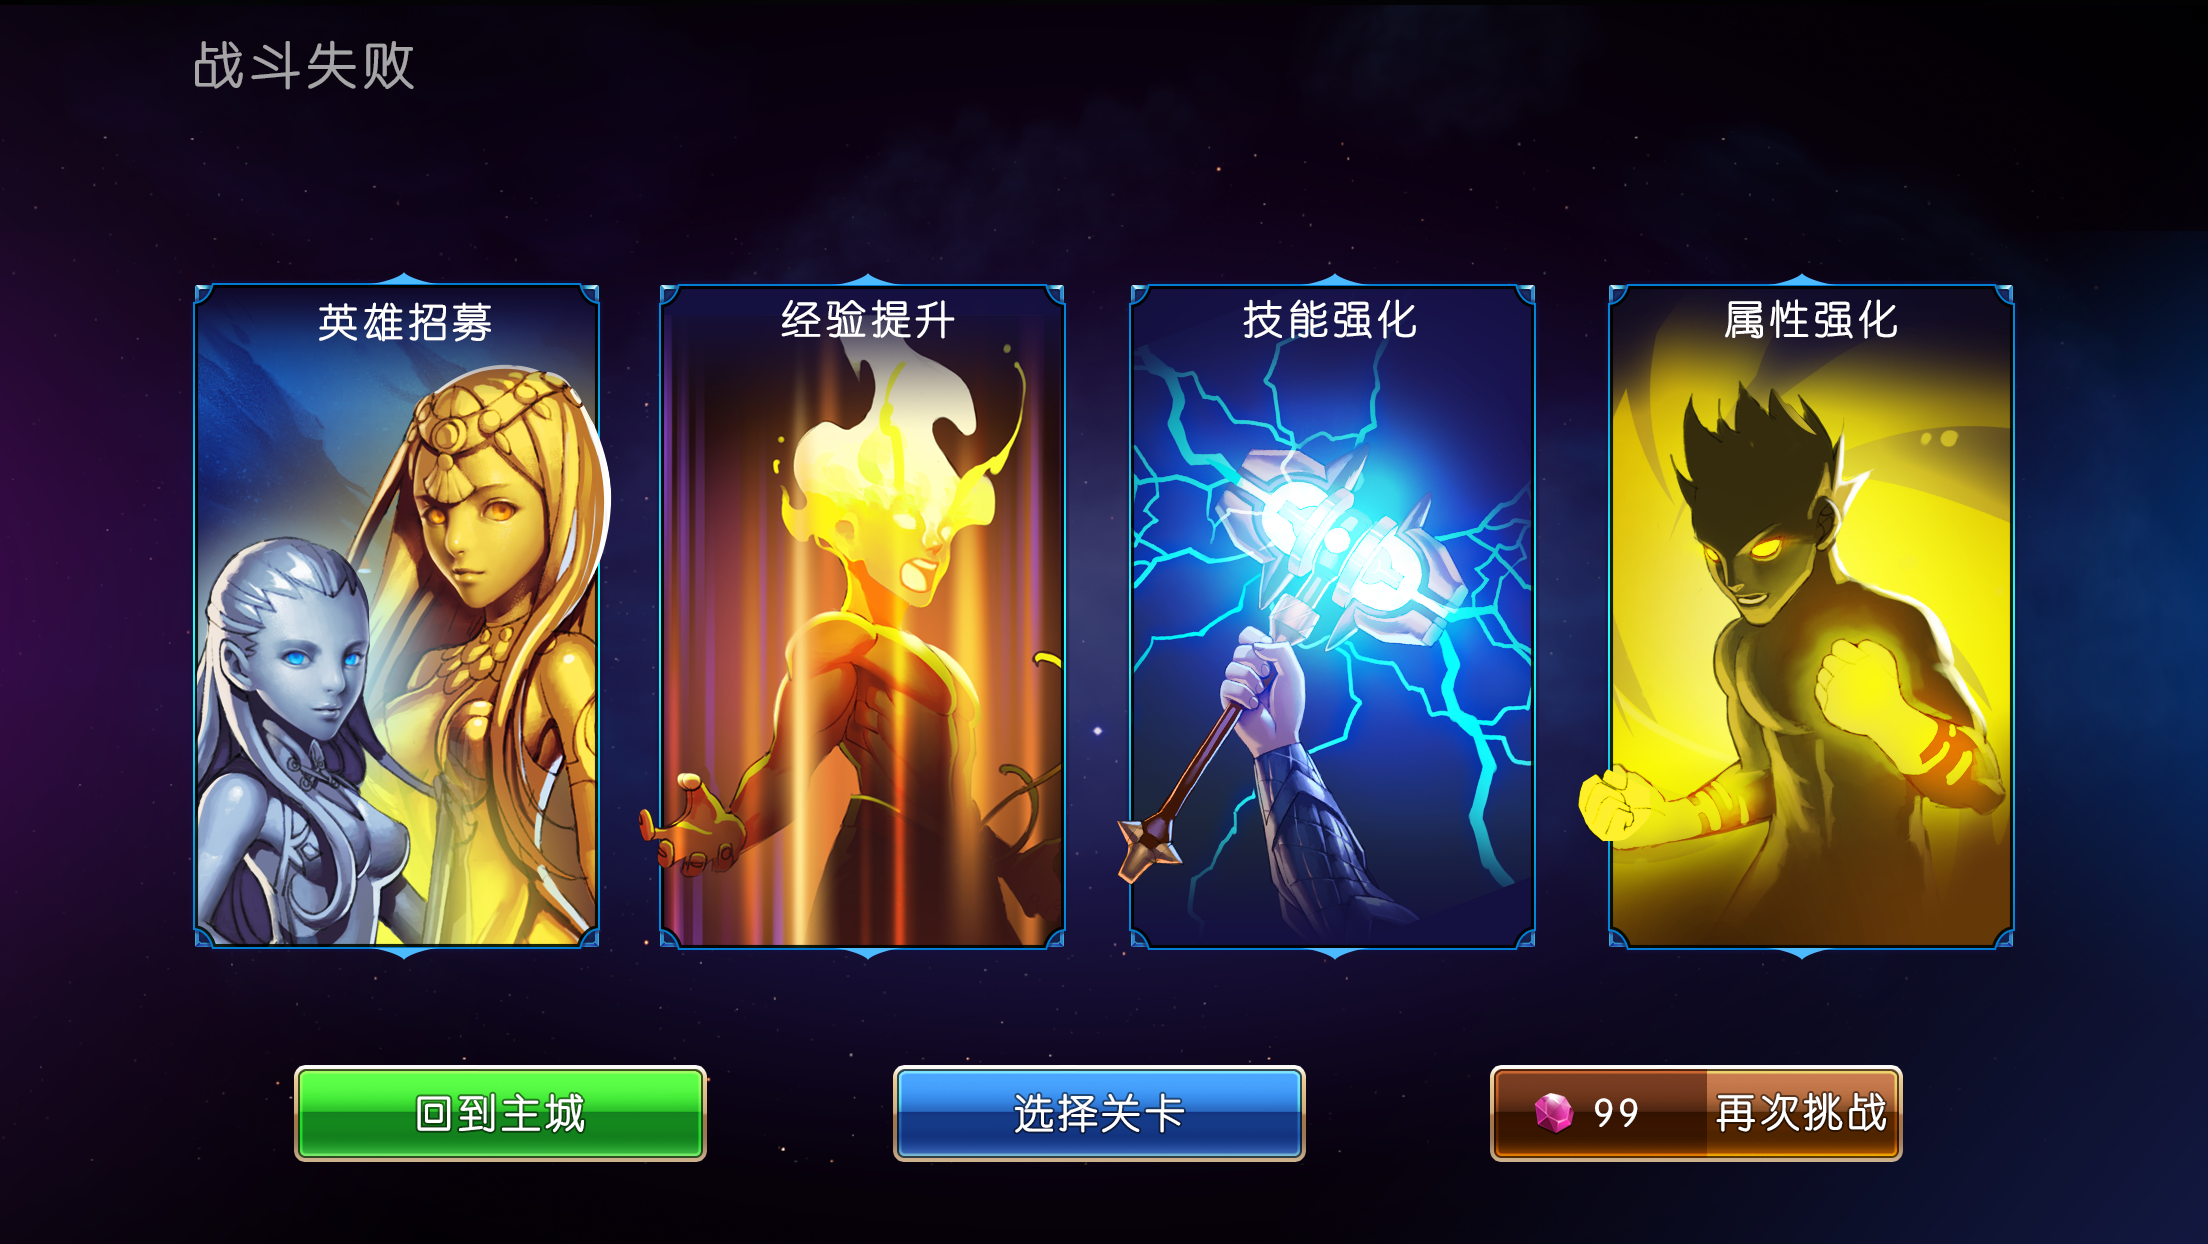 战斗失败
英雄招募
经验提升
技能强化
属性强化
回到主城
选择关卡
99 再次挑战